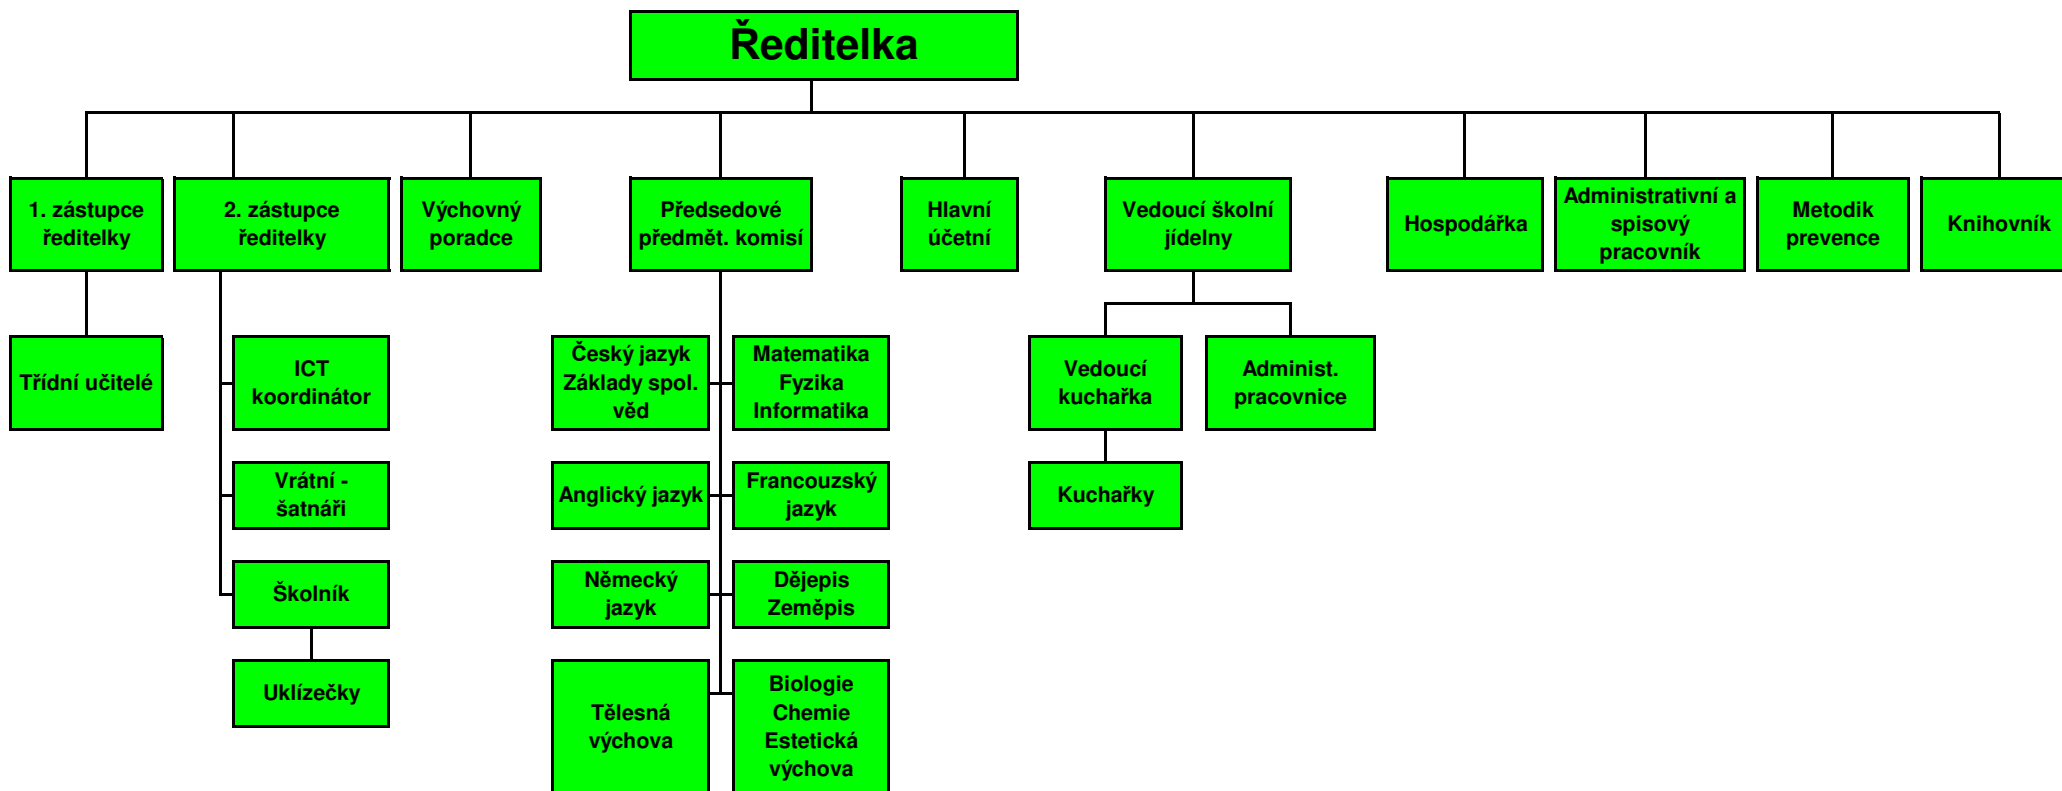 Ředitelka
1. zástupce
ředitelky
2. zástupce
ředitelky
Výchovný
poradce
Předsedové
předmět. komisí
Hlavní
účetní
Vedoucí školní
jídelny
Hospodářka
Administrativní a
spisový
pracovník
Metodik
prevence
Knihovník
Třídní učitelé
ICT
koordinátor
Český jazyk
Základy spol.
věd
Matematika
Fyzika
Informatika
Vedoucí
kuchařka
Administ.
pracovnice
Vrátní -
šatnáři
Anglický jazyk
Francouzský
jazyk
Kuchařky
Školník
Německý
jazyk
Dějepis
Zeměpis
Uklízečky
Tělesná
výchova
Biologie
Chemie
Estetická
výchova